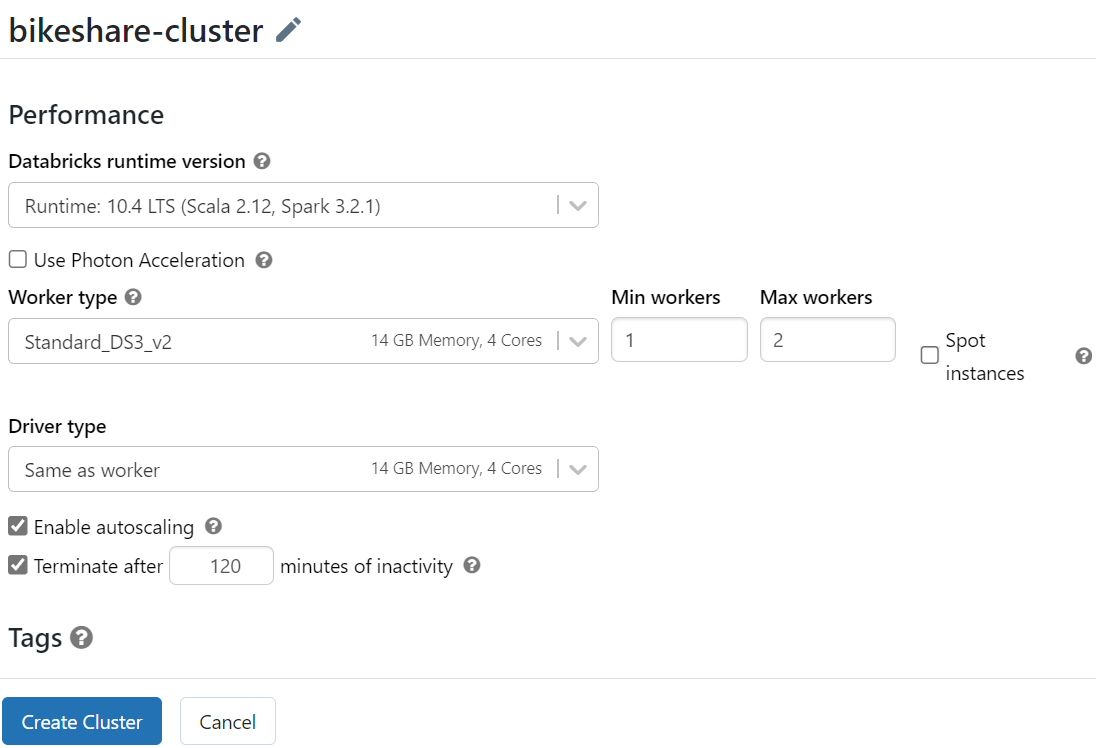 bikeshare-cluster
Performance
Databricks runtime version
Runtime: 10.4 LTS (Scala 2.12, Spark 3.2.1)
Use Photon Acceleration
Worker type Min workers Max workers
Standard_DS3_v2 14 GB Memory, 4 Cores 1 2 Spot
instances
Driver type
Same as worker 14 GB Memory, 4 Cores
Enable autoscaling
Terminate after 120 minutes of inactivity
Tags
Create Cluster Cancel